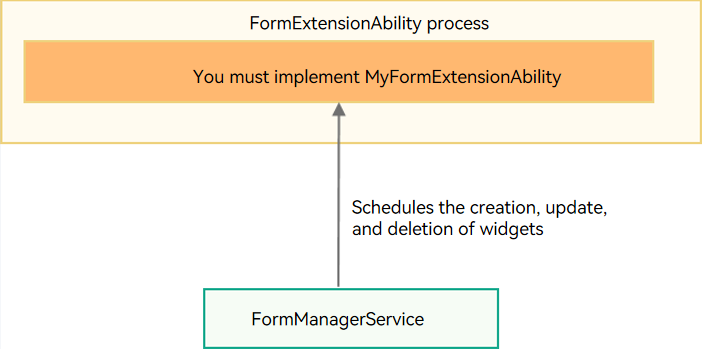 FormExtensionAbility process
You must implement MyFormExtensionAbility
Schedules the creation, update,
and deletion of widgets
FormManagerService